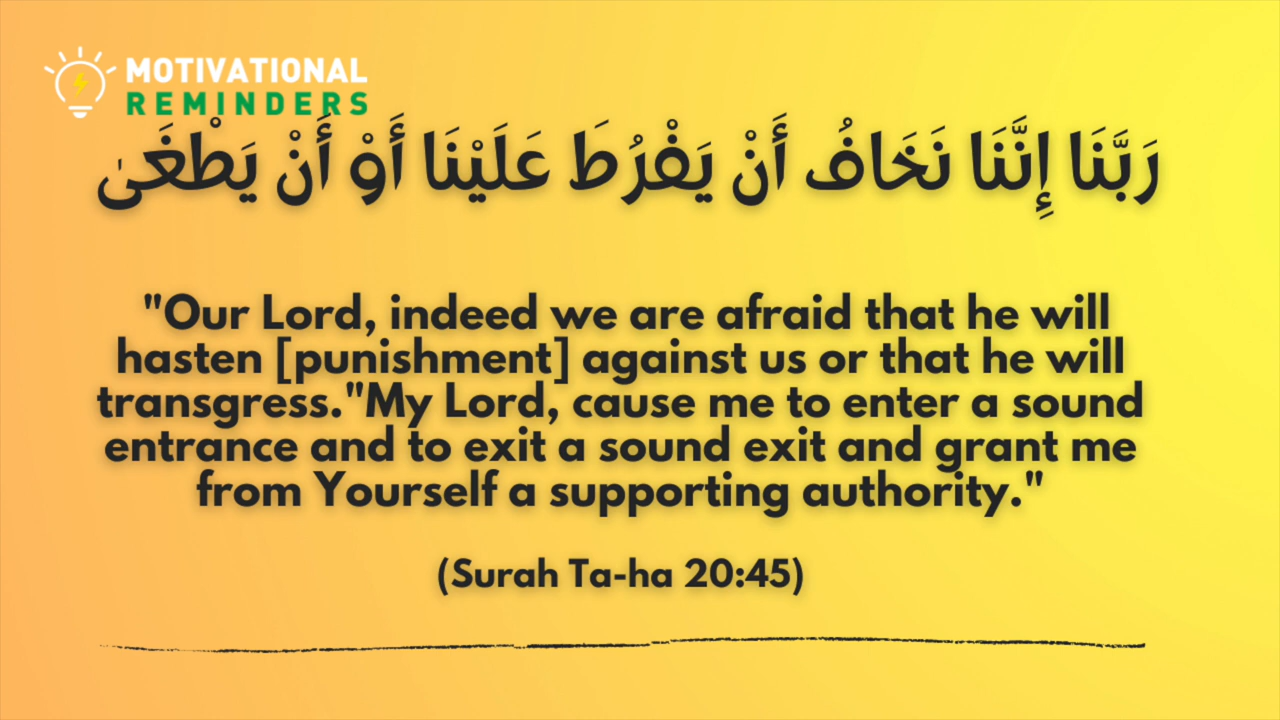 MOTIVATIONAL
REMINDERS
رَبَّنَا إِنَّنَا نَخَافُ أَنْ يَفْرُطَ عَلَيْنَا أَوْ أَنْ يَطْغَىٰ
"Our Lord, indeed we are afraid that he will
hasten [punishment] against us or that he will
transgress."My Lord, cause me to enter a sound
entrance and to exit a sound exit and grant me
from Yourself a supporting authority."
(Surah Ta-ha 20:45)